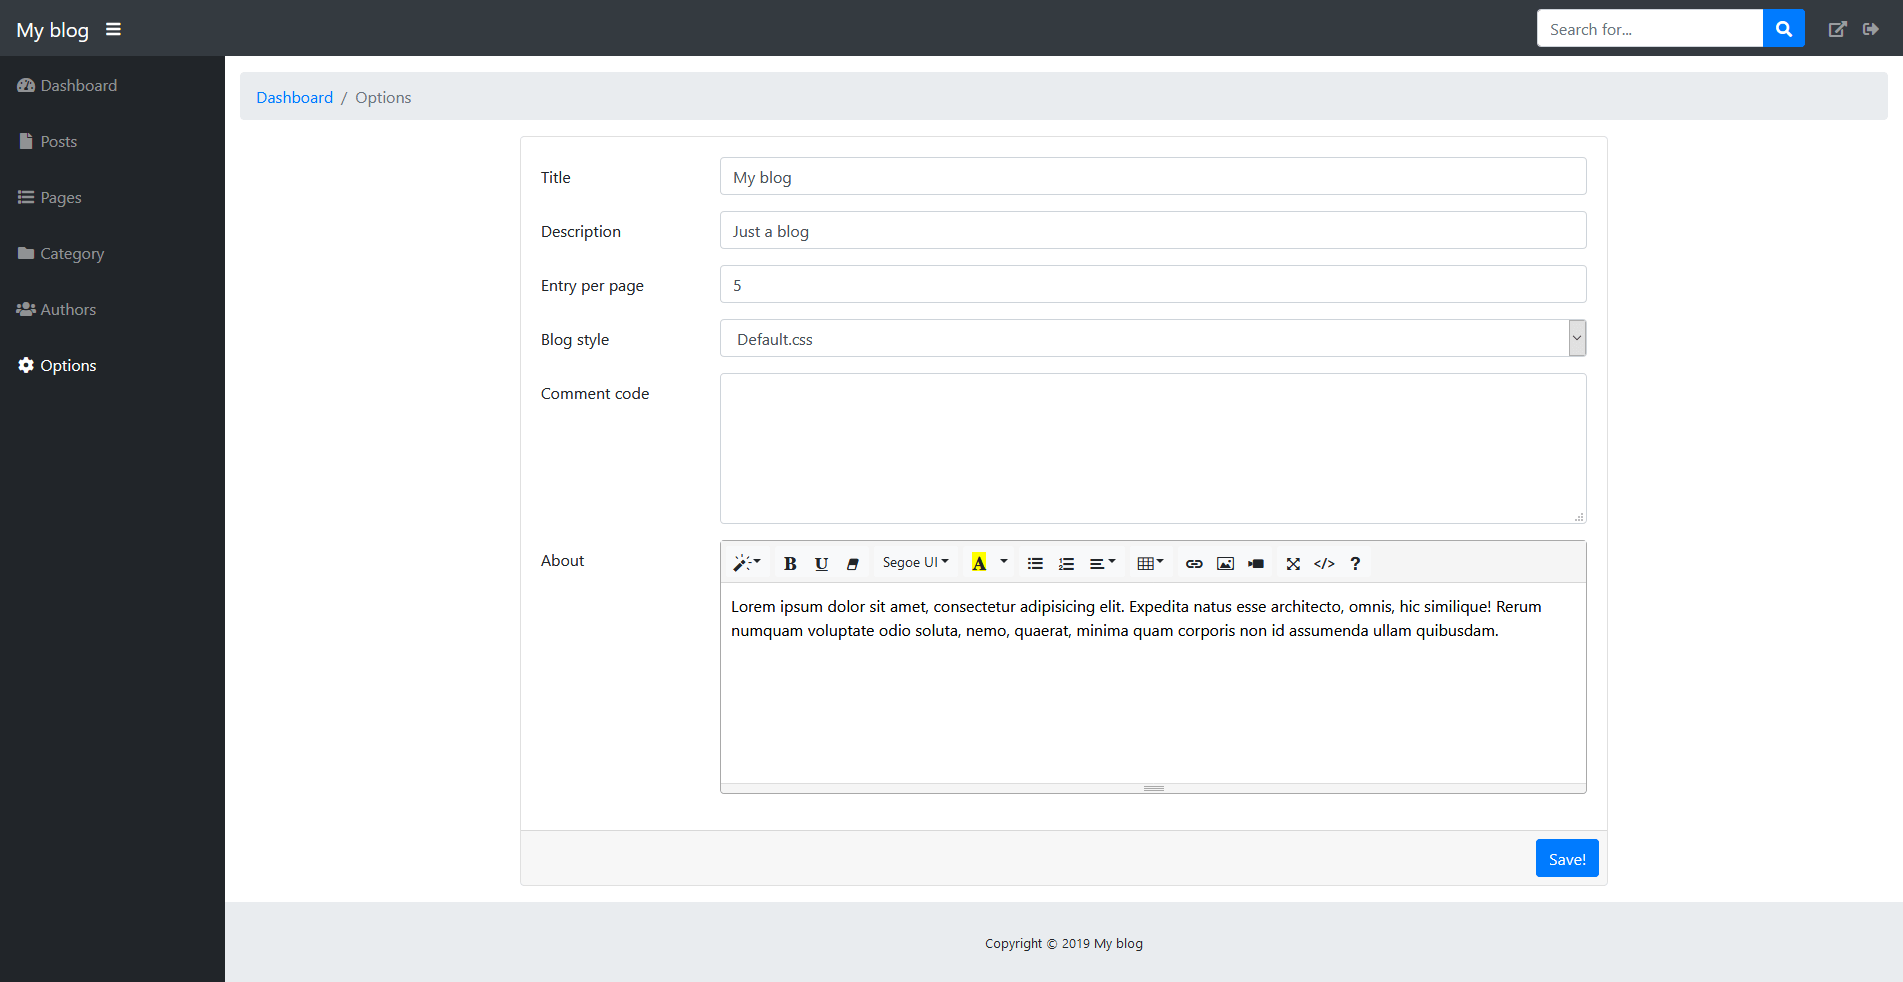 My blog
Search for...
Dashboard
Posts
Pages
Category
Authors
Options
Dashboard / Options
Title
My blog
Description
Just a blog
Entry per page
5
Blog style
Default.css
Comment code
About
B U Segoe UI A </> ?
Lorem ipsum dolor sit amet, consectetur adipisicing elit. Expedita natus esse architecto, omnis, hic similique! Rerum
numquam voluptate odio soluta, nemo, quaerat, minima quam corporis non id assumenda ullam quibusdam.
Save!
Copyright © 2019 My blog